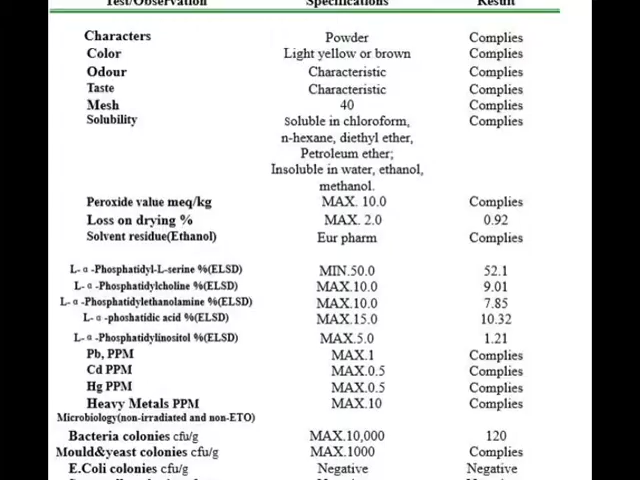 Test/Observation Specifications Result
Characters Powder Complies
Color Light yellow or brown Complies
Odour Characteristic Complies
Taste Characteristic Complies
Mesh 40 Complies
Solubility Soluble in chloroform, Complies
n-hexane, diethyl ether,
Petroleum ether;
Insoluble in water, ethanol,
methanol.
Peroxide value meq/kg MAX. 10.0 Complies
Loss on drying % MAX. 2.0 0.92
Solvent residue(Ethanol) Eur pharm Complies
L-α-Phosphatidyl-L-serine %(ELSD) MIN.50.0 52.1
L-α-Phosphatidylcholine %(ELSD) MAX.10.0 9.01
L-α-Phosphatidylethanolamine %(ELSD) MAX.10.0 7.85
L-α-phoshatidic acid %(ELSD) MAX.15.0 10.32
L-α-Phosphatidylinositol %(ELSD) MAX.5.0 1.21
Pb, PPM MAX.1 Complies
Cd PPM MAX.0.5 Complies
Hg PPM MAX.0.5 Complies
Heavy Metals PPM MAX.10 Complies
Microbiology(non-irradiated and non-ETO)
Bacteria colonies cfu/g MAX.10,000 120
Mould&yeast colonies cfu/g MAX.1000 Complies
E.Coli colonies cfu/g Negative Negative